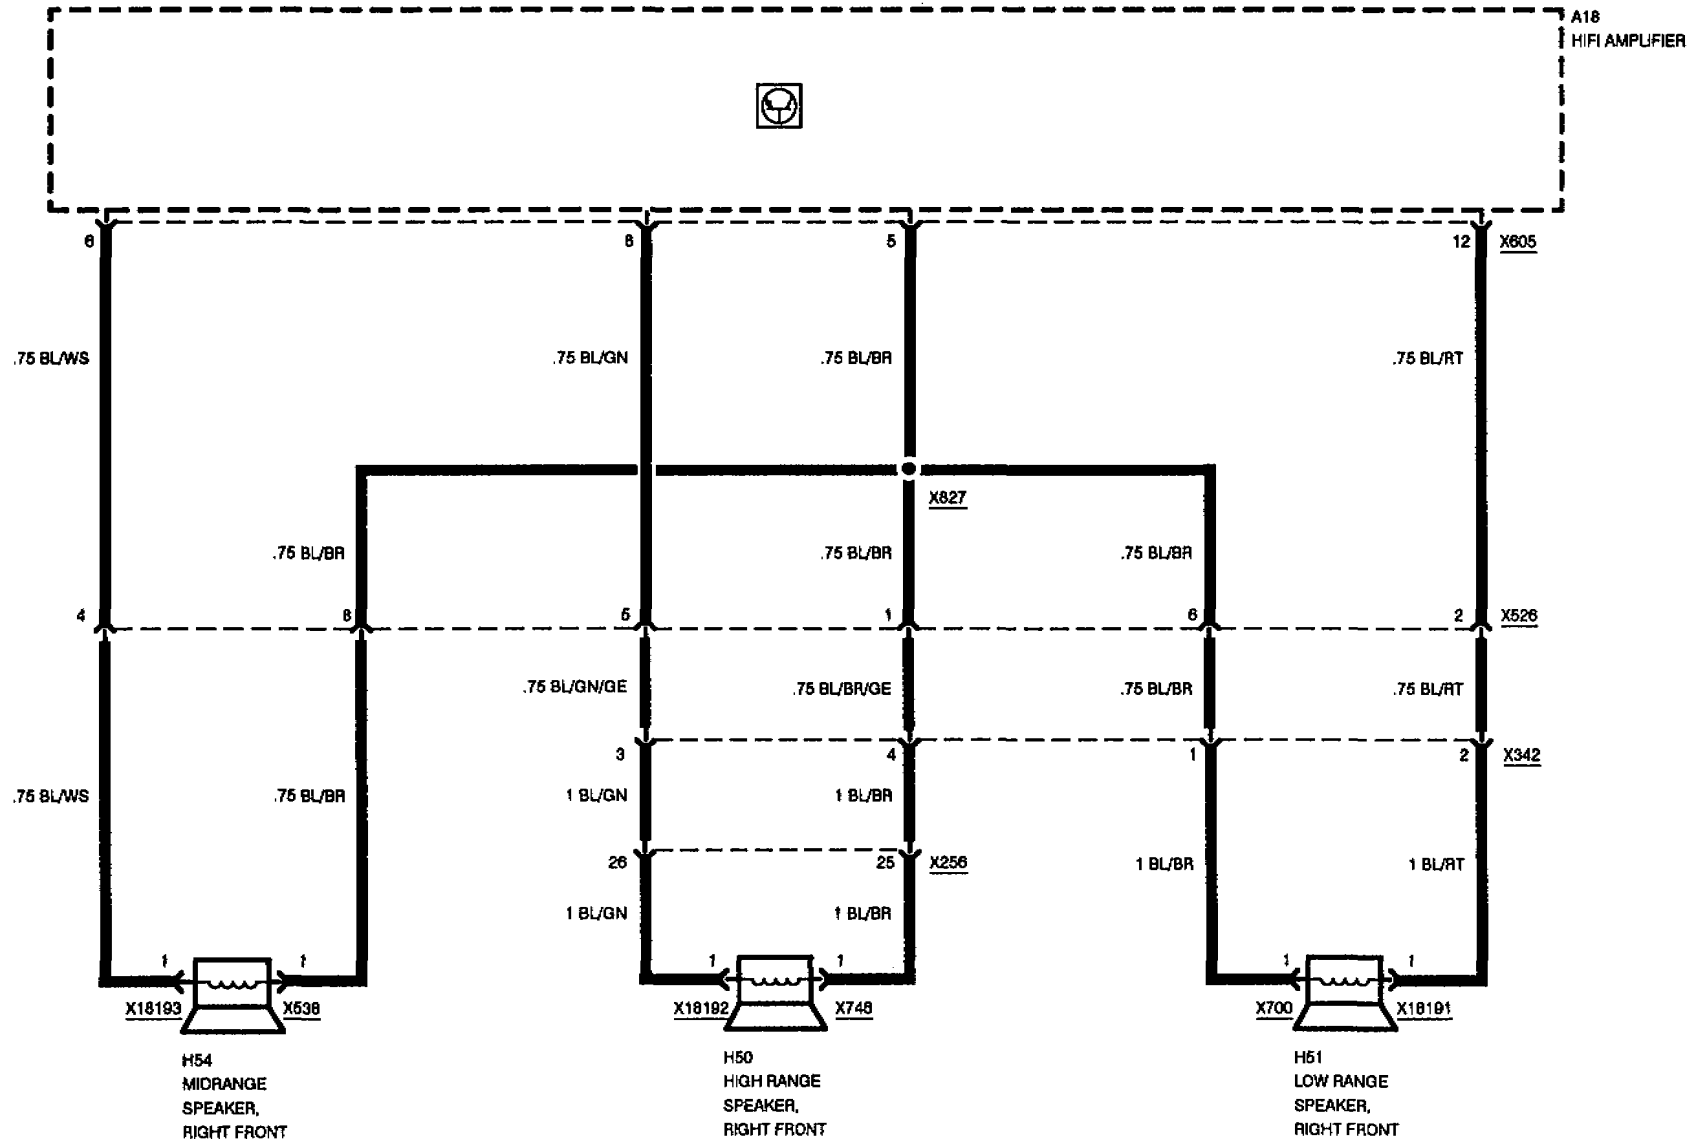 A18
HIFI AMPLIFIER
6 8 5 12 X605
.75 BL/WS .75 BL/GN .75 BL/BR .75 BL/RT
X827
.75 BL/BR .75 BL/BR .75 BL/BR
4 8 5 1 6 2 X526
.75 BL/GN/GE .75 BL/BR/GE .75 BL/BR .75 BL/RT
3 4 1 2 X342
.75 BL/WS .75 BL/BR 1 BL/GN 1 BL/BR
26 25 X256 1 BL/BR 1 BL/RT
1 BL/GN 1 BL/BR
1 1 1 1 1 1
X18193 X538 X18192 X748 X700 X18191
H54 H50 H51
MIDRANGE HIGH RANGE LOW RANGE
SPEAKER, SPEAKER, SPEAKER,
RIGHT FRONT RIGHT FRONT RIGHT FRONT